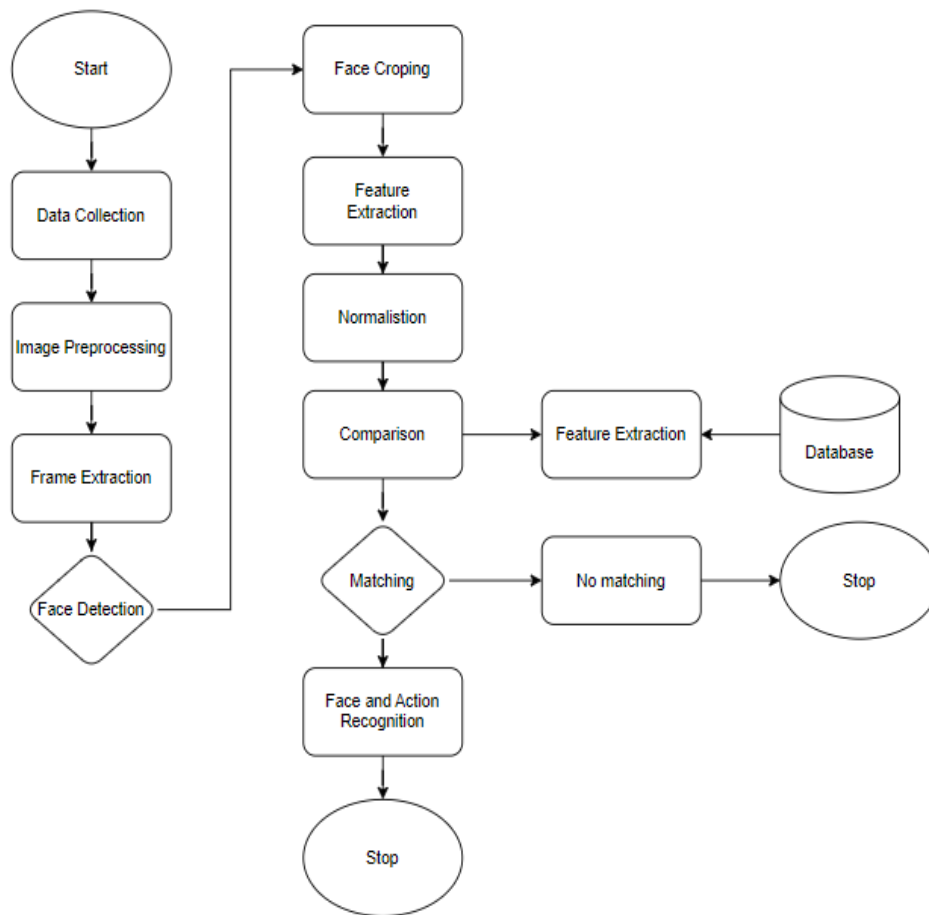 Start
Data Collection
Image Preprocessing
Frame Extraction
Face Detection
Face Croping
Feature
Extraction
Normalistion
Comparison
Feature Extraction
Database
Matching
No matching
Stop
Face and Action
Recognition
Stop